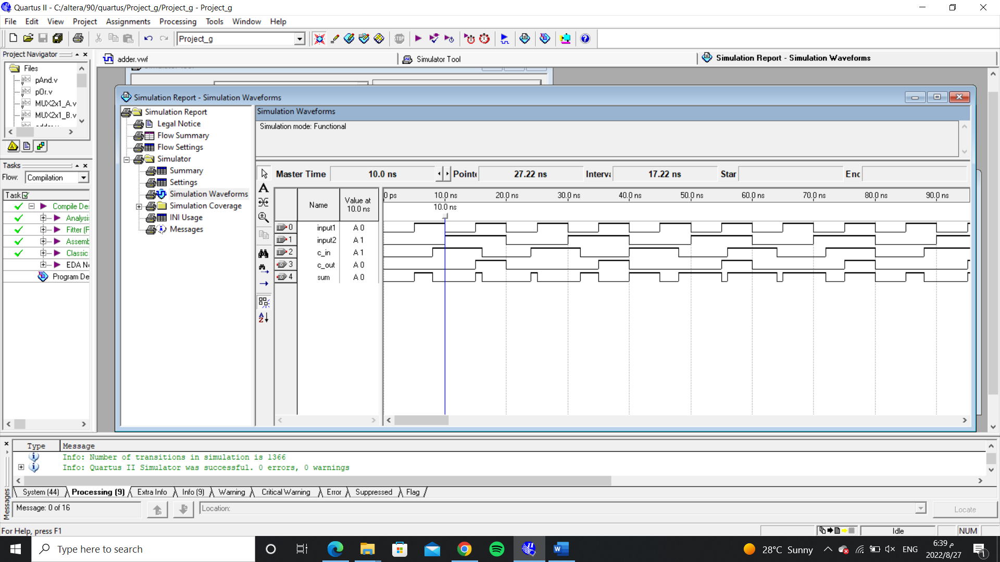 Quartus II - C:/altera/90/quartus/Project_g/Project_g - Project_g
File Edit View Project Assignments Processing Tools Window Help
Project_g
STOP
Project Navigator
Files
abc pAnd.v
abc pOr.v
abc MUX2x1_A.v
abc MUX2x1_B.v
Tasks
Flow: Compilation
Task
Compile De
Analysi
Fitter (F
Assemb
Classic
EDA N
Program De
adder.vwf
Simulator Tool
Simulation Report - Simulation Waveforms
Simulation Report - Simulation Waveforms
Simulation Report
Legal Notice
Flow Summary
Flow Settings
Simulator
Summary
Settings
Simulation Waveforms
Simulation Coverage
INI Usage
Messages
Simulation Waveforms
Simulation mode: Functional
Master Time 10.0 ns Pointe 27.22 ns Interva 17.22 ns Star End
Name Value at 10.0 ns
0 ps 10.0 ns 20.0 ns 30.0 ns 40.0 ns 50.0 ns 60.0 ns 70.0 ns 80.0 ns 90.0 ns
10.0 ns
0 input1 A 0
1 input2 A 1
2 c_in A 1
3 c_out A 0
4 sum A 0
Type Message
Info: Number of transitions in simulation is 1366
Info: Quartus II Simulator was successful. 0 errors, 0 warnings
System (44) Processing (9) Extra Info Info (9) Warning Critical Warning Error Suppressed Flag
Messages
Message: 0 of 16 Location: Locate
For Help, press F1 Idle NUM
Type here to search
28°C Sunny ENG 6:39 م
2022/8/27
1